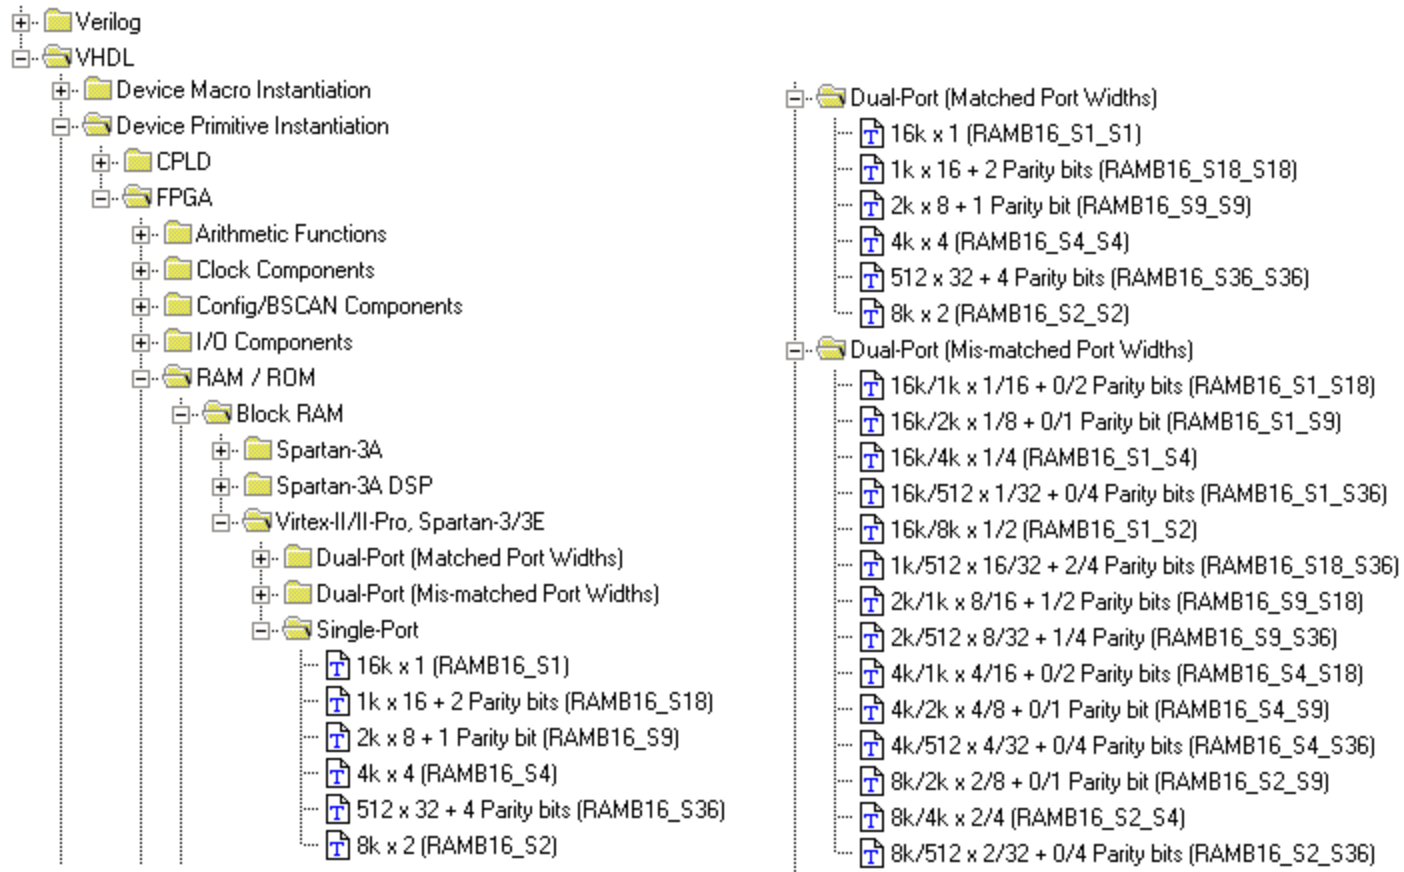 Verilog
VHDL
Device Macro Instantiation
Device Primitive Instantiation
CPLD
FPGA
Arithmetic Functions
Clock Components
Config/BSCAN Components
I/O Components
RAM / ROM
Block RAM
Spartan-3A
Spartan-3A DSP
Virtex-II/II-Pro, Spartan-3/3E
Dual-Port (Matched Port Widths)
Dual-Port (Mis-matched Port Widths)
Single-Port
16k x 1 (RAMB16_S1)
1k x 16 + 2 Parity bits (RAMB16_S18)
2k x 8 + 1 Parity bit (RAMB16_S9)
4k x 4 (RAMB16_S4)
512 x 32 + 4 Parity bits (RAMB16_S36)
8k x 2 (RAMB16_S2)
Dual-Port (Matched Port Widths)
16k x 1 (RAMB16_S1_S1)
1k x 16 + 2 Parity bits (RAMB16_S18_S18)
2k x 8 + 1 Parity bit (RAMB16_S9_S9)
4k x 4 (RAMB16_S4_S4)
512 x 32 + 4 Parity bits (RAMB16_S36_S36)
8k x 2 (RAMB16_S2_S2)
Dual-Port (Mis-matched Port Widths)
16k/1k x 1/16 + 0/2 Parity bits (RAMB16_S1_S18)
16k/2k x 1/8 + 0/1 Parity bit (RAMB16_S1_S9)
16k/4k x 1/4 (RAMB16_S1_S4)
16k/512 x 1/32 + 0/4 Parity bits (RAMB16_S1_S36)
16k/8k x 1/2 (RAMB16_S1_S2)
1k/512 x 16/32 + 2/4 Parity bits (RAMB16_S18_S36)
2k/1k x 8/16 + 1/2 Parity bits (RAMB16_S9_S18)
2k/512 x 8/32 + 1/4 Parity (RAMB16_S9_S36)
4k/1k x 4/16 + 0/2 Parity bits (RAMB16_S4_S18)
4k/2k x 4/8 + 0/1 Parity bit (RAMB16_S4_S9)
4k/512 x 4/32 + 0/4 Parity bits (RAMB16_S4_S36)
8k/2k x 2/8 + 0/1 Parity bit (RAMB16_S2_S9)
8k/4k x 2/4 (RAMB16_S2_S4)
8k/512 x 2/32 + 0/4 Parity bits (RAMB16_S2_S36)